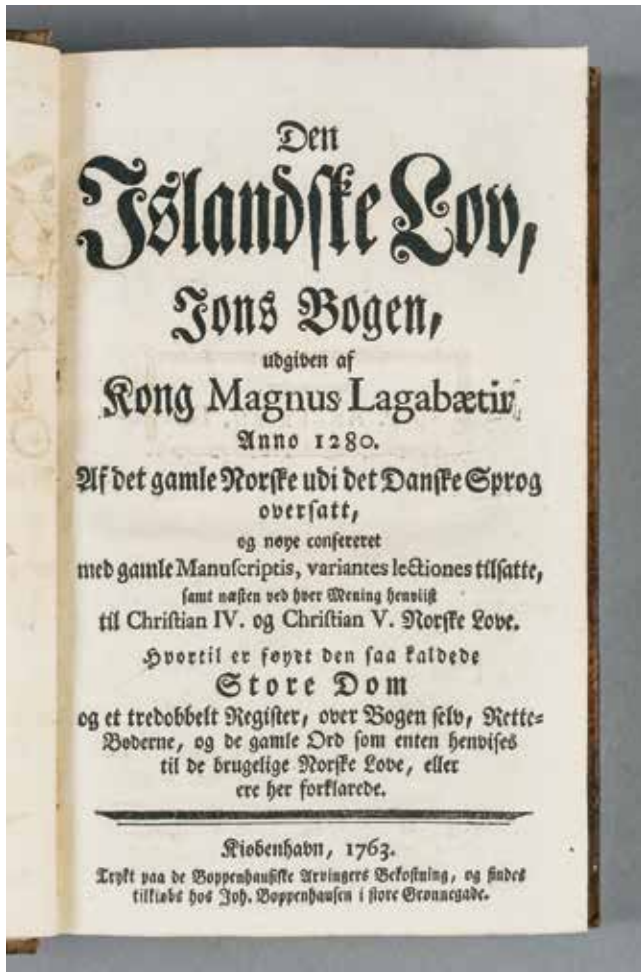 Den
Islandske Lov,
Jons Bogen,
udgiven af
Kong Magnus Lagabætir
Anno 1280.
Af det gamle Norske udi det Danske Sprog
oversatt,
og nøye confereret
med gamle Manuscriptis, variantes lectiones tilsatte,
samt næsten ved hver Mening henviist
til Christian IV. og Christian V. Norske Love.
Hvortil er føyet den saa kaldede
Store Dom
og et tredobbelt Register, over Bogen selv, Rette-
Bøderne, og de gamle Ord som enten henvises
til de brugelige Norske Love, eller
ere her forklarede.
Kiøbenhavn, 1763.
Trykt paa de Boppenhausiske Arvingers Bekostning, og findes
tilkiøbs hos Joh. Boppenhausen i store Grønnegade.